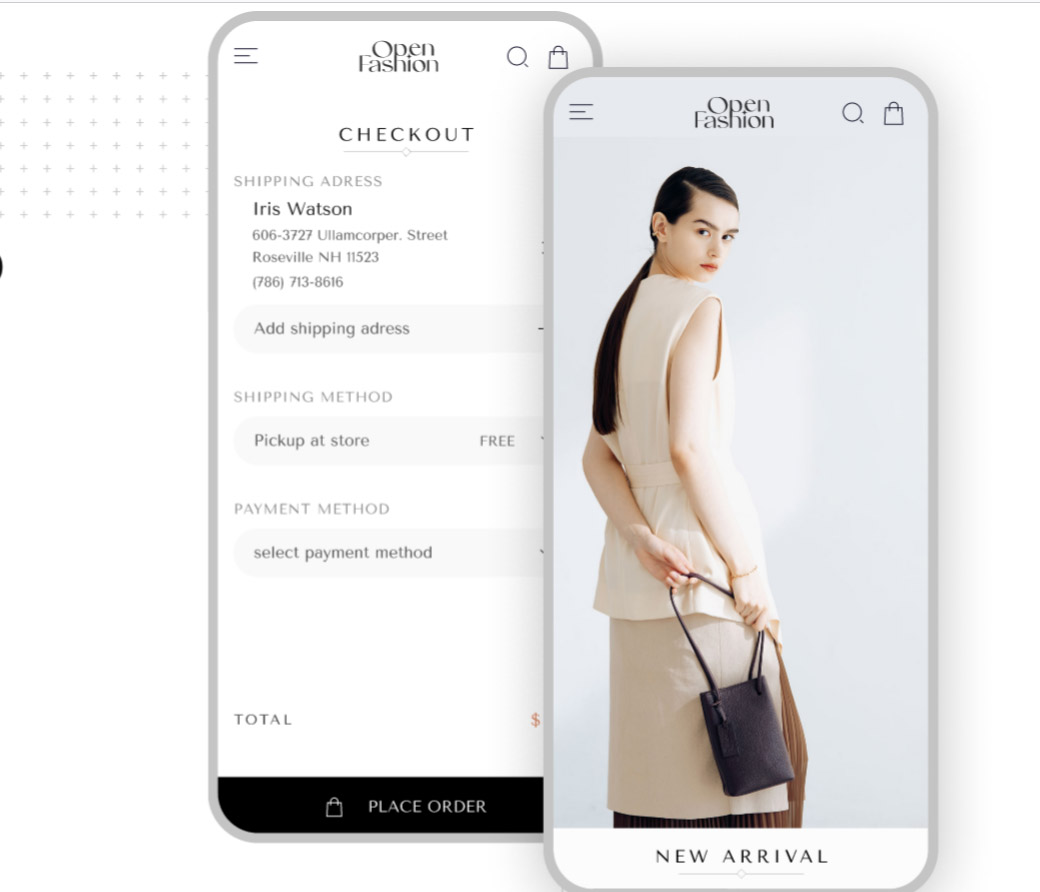 Open
Fashion
CHECKOUT
SHIPPING ADRESS
Iris Watson
606-3727 Ullamcorper. Street
Roseville NH 11523
(786) 713-8616
Add shipping adress
SHIPPING METHOD
Pickup at store FREE
PAYMENT METHOD
select payment method
TOTAL $
PLACE ORDER
Open
Fashion
NEW ARRIVAL